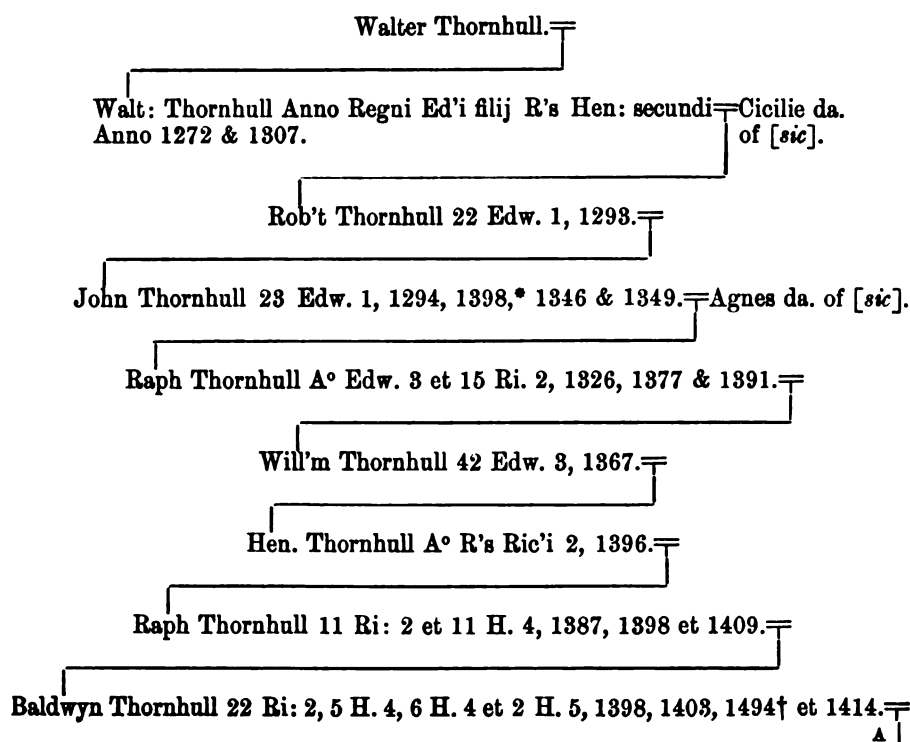 Walter Thornhull.
Walt: Thornhull Anno Regni Ed'i filij R's Hen: secundi Cicilie da.
Anno 1272 & 1307. of [sic].
Rob't Thornhull 22 Edw. 1, 1293.
John Thornhull 23 Edw. 1, 1294, 1398,* 1346 & 1349. Agnes da. of [sic].
Raph Thornhull Aº Edw. 3 et 15 Ri. 2, 1326, 1377 & 1391.
Will'm Thornhull 42 Edw. 3, 1367.
Hen. Thornhull Aº R's Ric'i 2, 1396.
Raph Thornhull 11 Ri: 2 et 11 H. 4, 1387, 1398 et 1409.
Baldwyn Thornhull 22 Ri: 2, 5 H. 4, 6 H. 4 et 2 H. 5, 1398, 1403, 1494† et 1414.
A